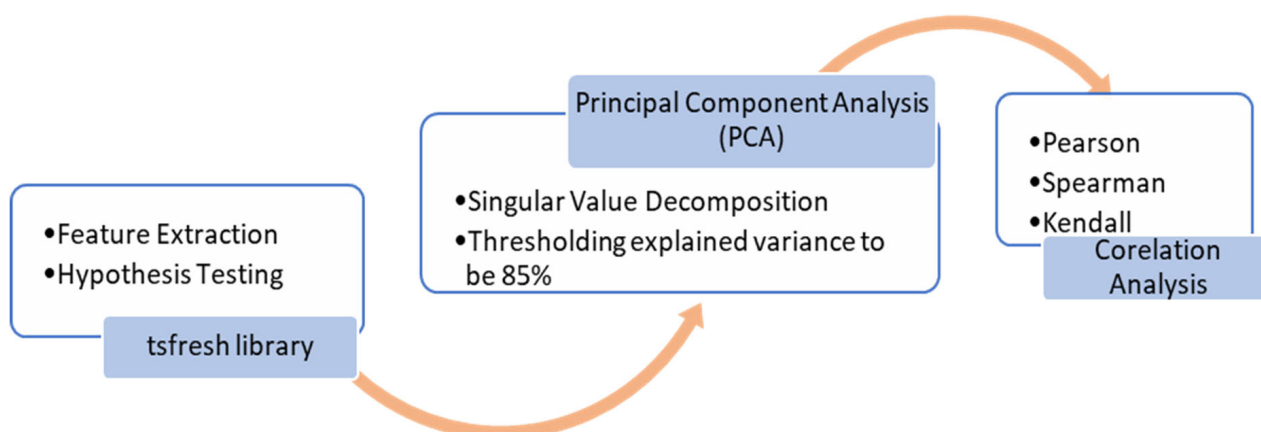 •Feature Extraction
•Hypothesis Testing
tsfresh library
Principal Component Analysis
(PCA)
•Singular Value Decomposition
•Thresholding explained variance to
be 85%
•Pearson
•Spearman
•Kendall
Corelation
Analysis